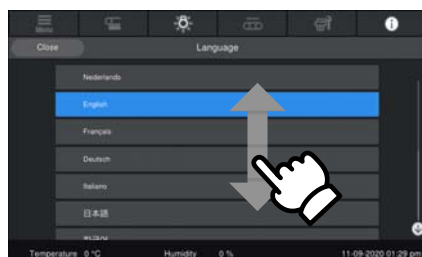 Menu
Close
Language
Nederlands
English
Français
Deutsch
Italiano
日本語
Temperature 0 °C Humidity 0 % 11-09-2020 01:29 pm